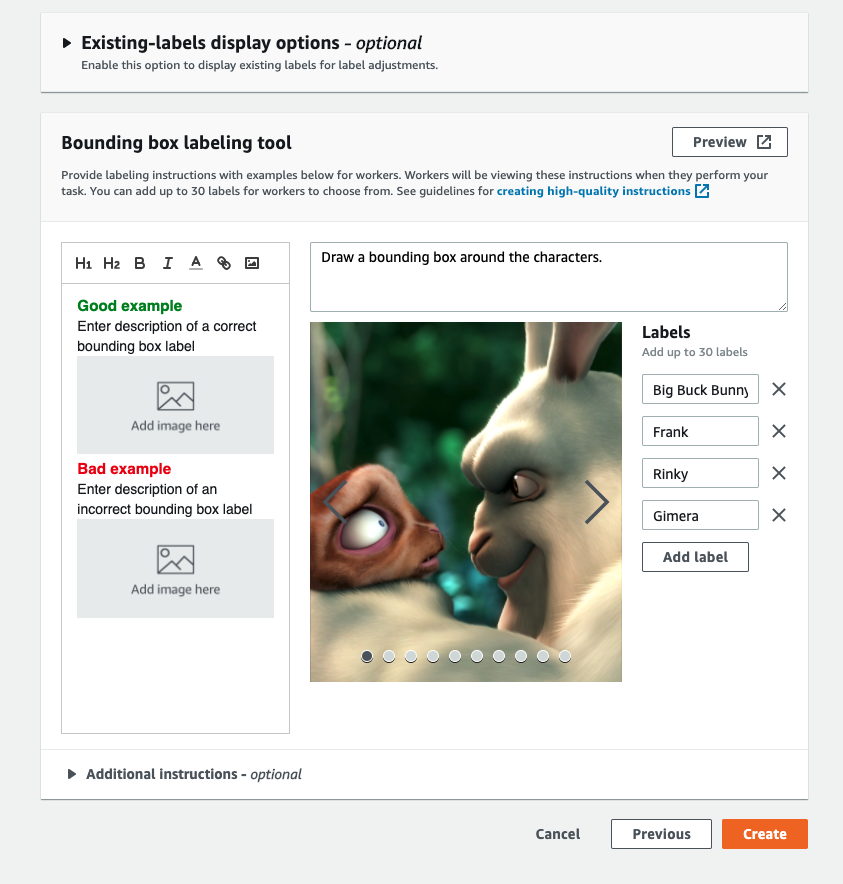 Existing-labels display options - optional
Enable this option to display existing labels for label adjustments.
Bounding box labeling tool
Preview
Provide labeling instructions with examples below for workers. Workers will be viewing these instructions when they perform your
task. You can add up to 30 labels for workers to choose from. See guidelines for creating high-quality instructions
H1 H2 B I A
Good example
Enter description of a correct
bounding box label
Add image here
Bad example
Enter description of an
incorrect bounding box label
Add image here
Draw a bounding box around the characters.
Labels
Add up to 30 labels
Big Buck Bunny
Frank
Rinky
Gimera
Add label
Additional instructions - optional
Cancel
Previous
Create